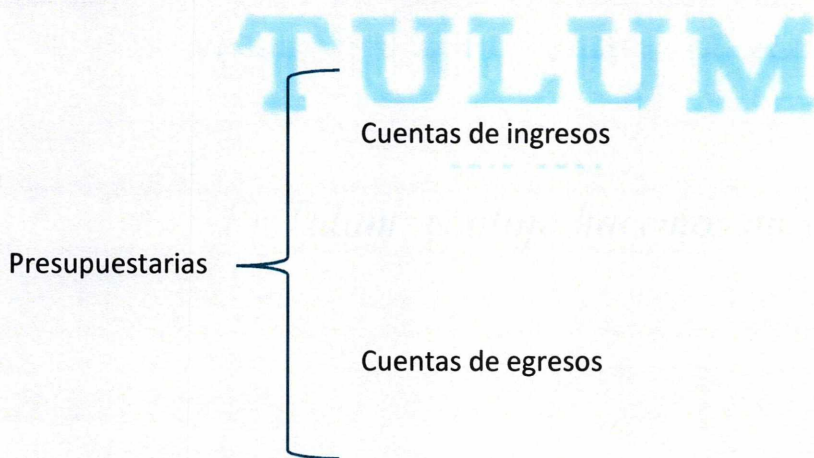 TULUM
Cuentas de ingresos
Presupuestarias
Cuentas de egresos